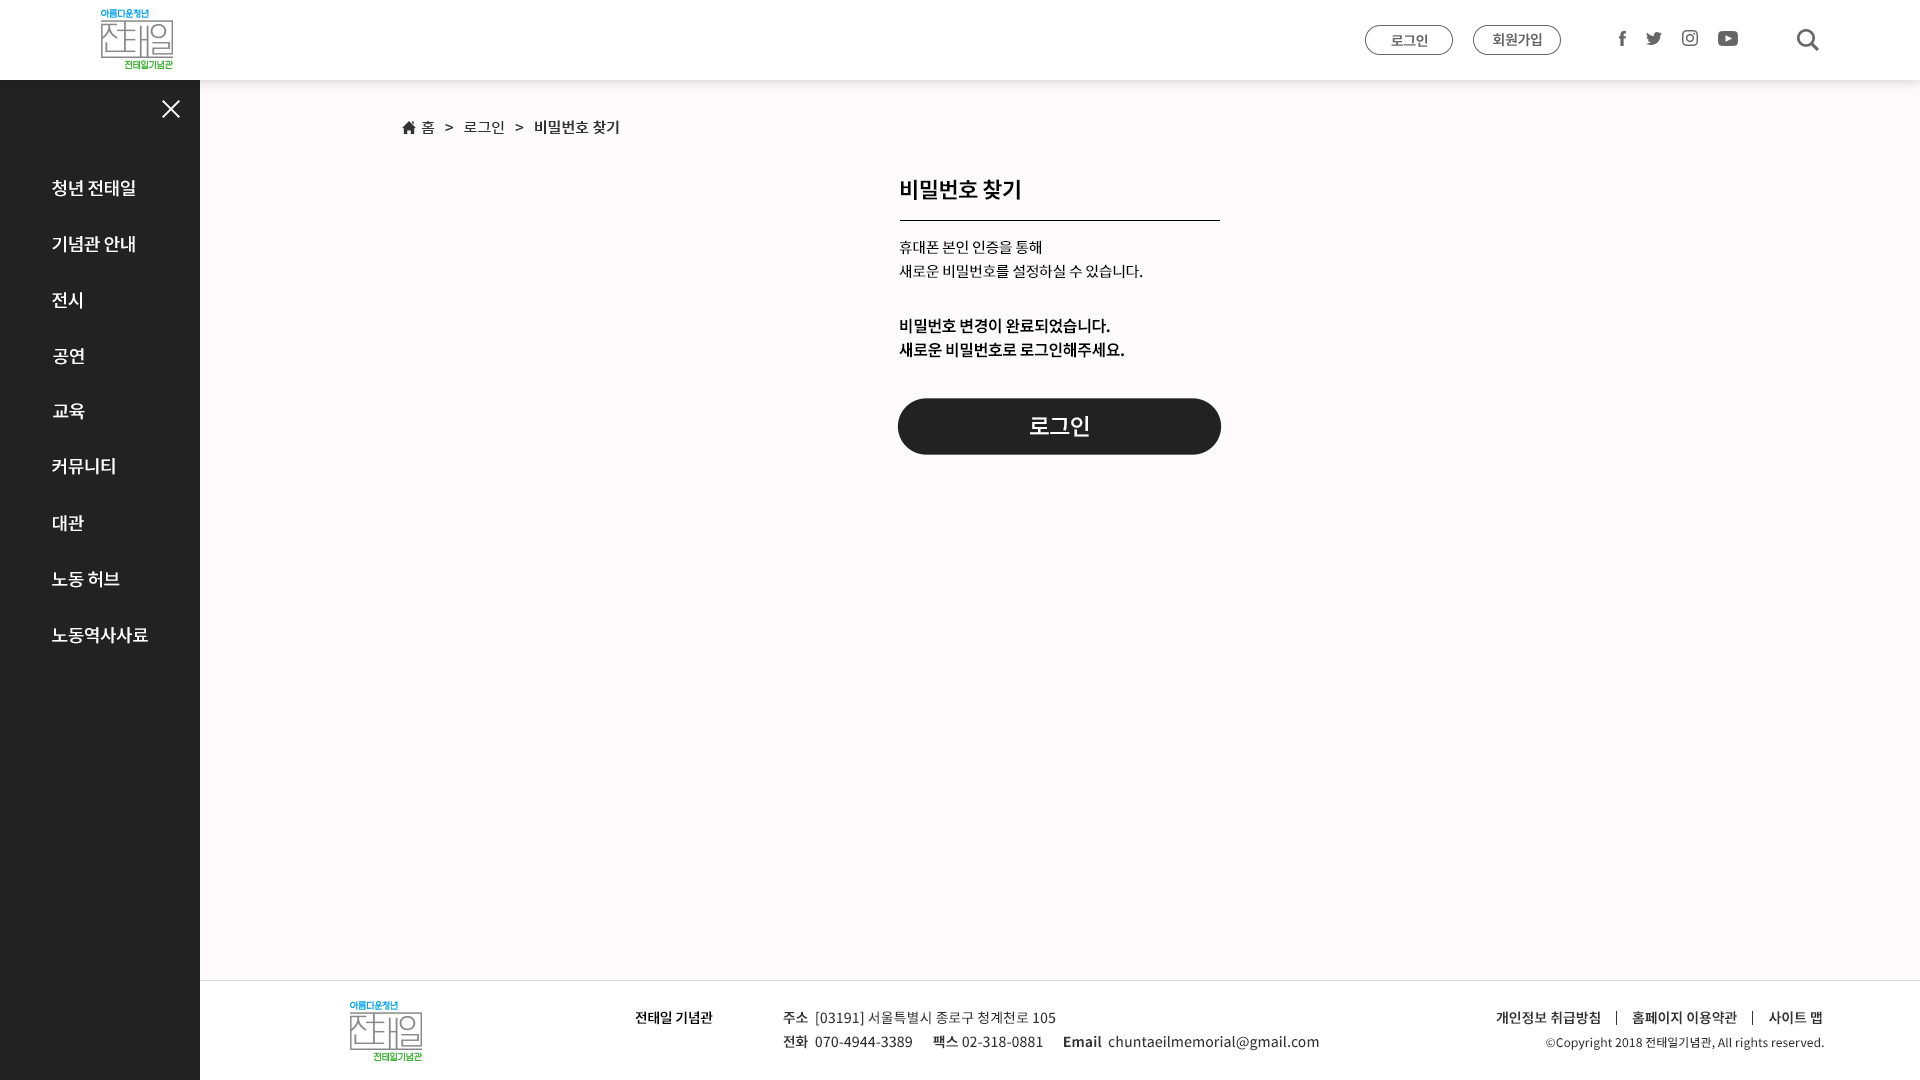 아름다운청년
전태일
전태일기념관
로그인
회원가입
홈 > 로그인 > 비밀번호 찾기
청년 전태일
기념관 안내
전시
공연
교육
커뮤니티
대관
노동 허브
노동역사사료
비밀번호 찾기
휴대폰 본인 인증을 통해
새로운 비밀번호를 설정하실 수 있습니다.
비밀번호 변경이 완료되었습니다.
새로운 비밀번호로 로그인해주세요.
로그인
아름다운청년
전태일
전태일기념관
전태일 기념관
주소 [03191] 서울특별시 종로구 청계천로 105
전화 070-4944-3389 팩스 02-318-0881 Email chuntaeilmemorial@gmail.com
개인정보 취급방침 | 홈페이지 이용약관 | 사이트 맵
©Copyright 2018 전태일기념관, All rights reserved.